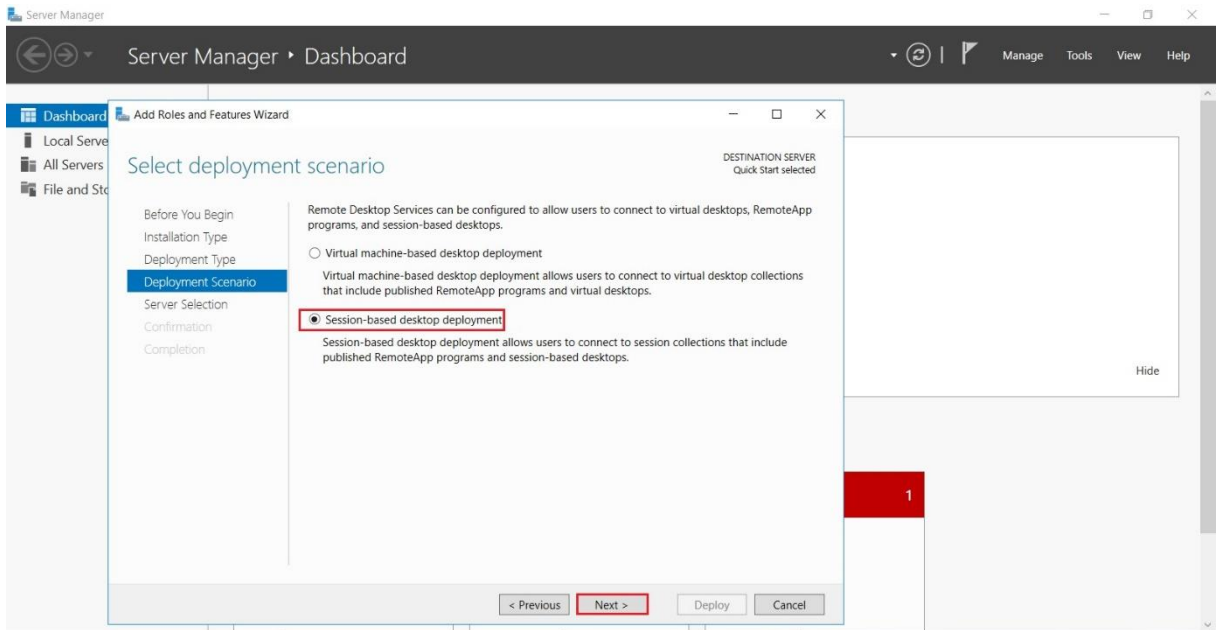 Server Manager
Server Manager ‣ Dashboard
Manage Tools View Help
Dashboard
Local Serve
All Servers
File and Sto
Add Roles and Features Wizard
Select deployment scenario
DESTINATION SERVER
Quick Start selected
Before You Begin
Installation Type
Deployment Type
Deployment Scenario
Server Selection
Confirmation
Completion
Remote Desktop Services can be configured to allow users to connect to virtual desktops, RemoteApp
programs, and session-based desktops.
Virtual machine-based desktop deployment
Virtual machine-based desktop deployment allows users to connect to virtual desktop collections
that include published RemoteApp programs and virtual desktops.
Session-based desktop deployment
Session-based desktop deployment allows users to connect to session collections that include
published RemoteApp programs and session-based desktops.
Hide
1
< Previous Next > Deploy Cancel